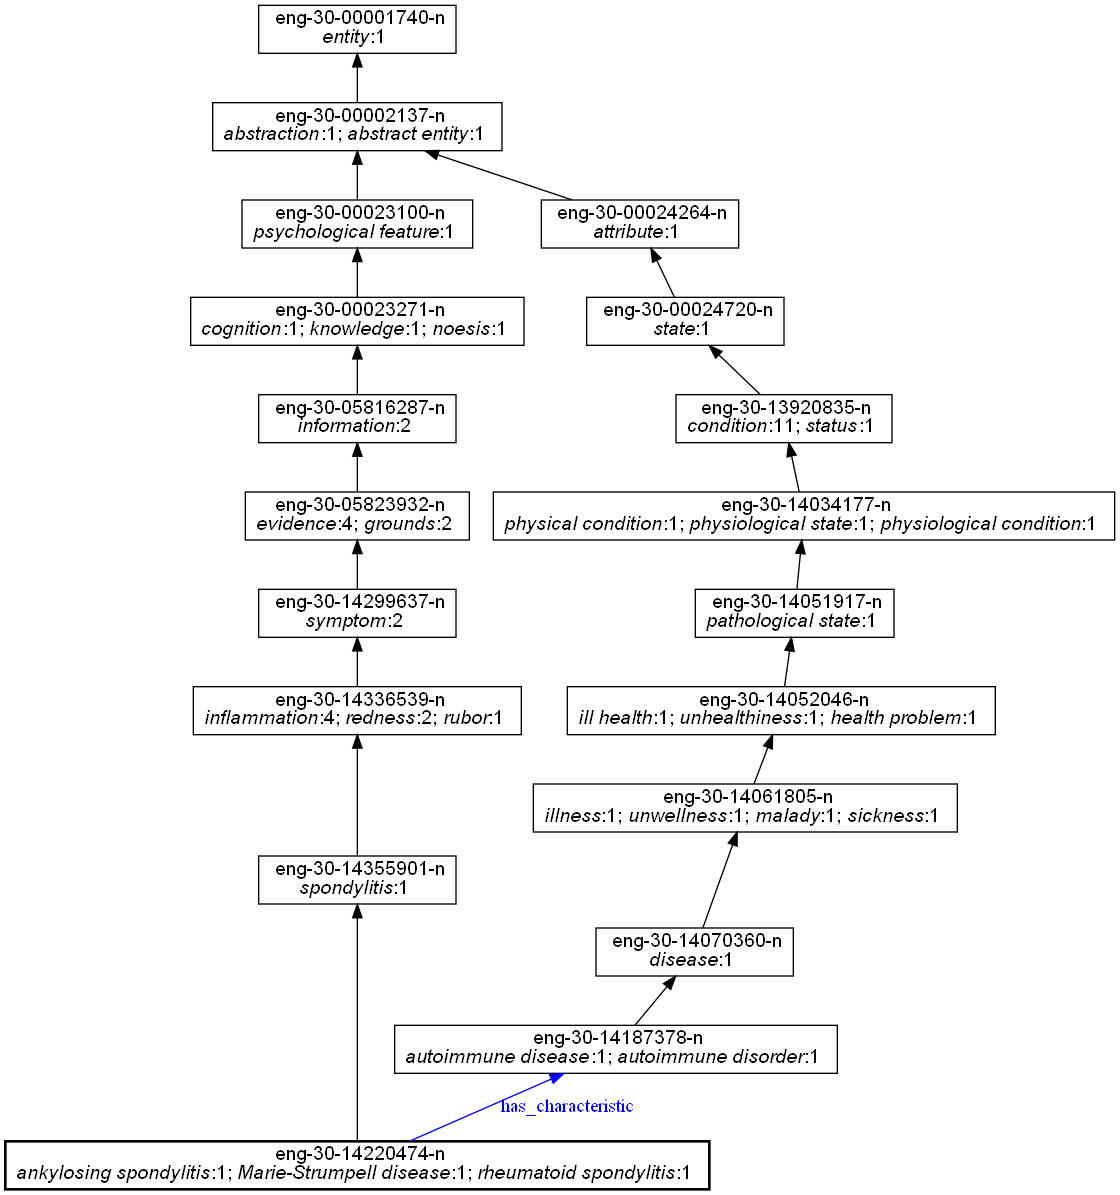 eng-30-00001740-n
entity:1
eng-30-00002137-n
abstraction:1; abstract entity:1
eng-30-00023100-n
psychological feature:1
eng-30-00024264-n
attribute:1
eng-30-00023271-n
cognition:1; knowledge:1; noesis:1
eng-30-00024720-n
state:1
eng-30-05816287-n
information:2
eng-30-13920835-n
condition:11; status:1
eng-30-05823932-n
evidence:4; grounds:2
eng-30-14034177-n
physical condition:1; physiological state:1; physiological condition:1
eng-30-14299637-n
symptom:2
eng-30-14051917-n
pathological state:1
eng-30-14336539-n
inflammation:4; redness:2; rubor:1
eng-30-14052046-n
ill health:1; unhealthiness:1; health problem:1
eng-30-14061805-n
illness:1; unwellness:1; malady:1; sickness:1
eng-30-14355901-n
spondylitis:1
eng-30-14070360-n
disease:1
eng-30-14187378-n
autoimmune disease:1; autoimmune disorder:1
has_characteristic
eng-30-14220474-n
ankylosing spondylitis:1; Marie-Strumpell disease:1; rheumatoid spondylitis:1